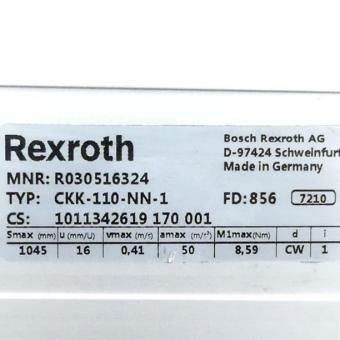 Rexroth
Bosch Rexroth AG
D-97424 Schweinfurt
Made in Germany
MNR: R030516324
TYP: CKK-110-NN-1 FD: 856 7210
CS: 1011342619 170 001
Smax (mm) u (mm/U) vmax (m/s) amax (m/s²) M1max(Nm) d i
1045 16 0,41 50 8,59 CW 1